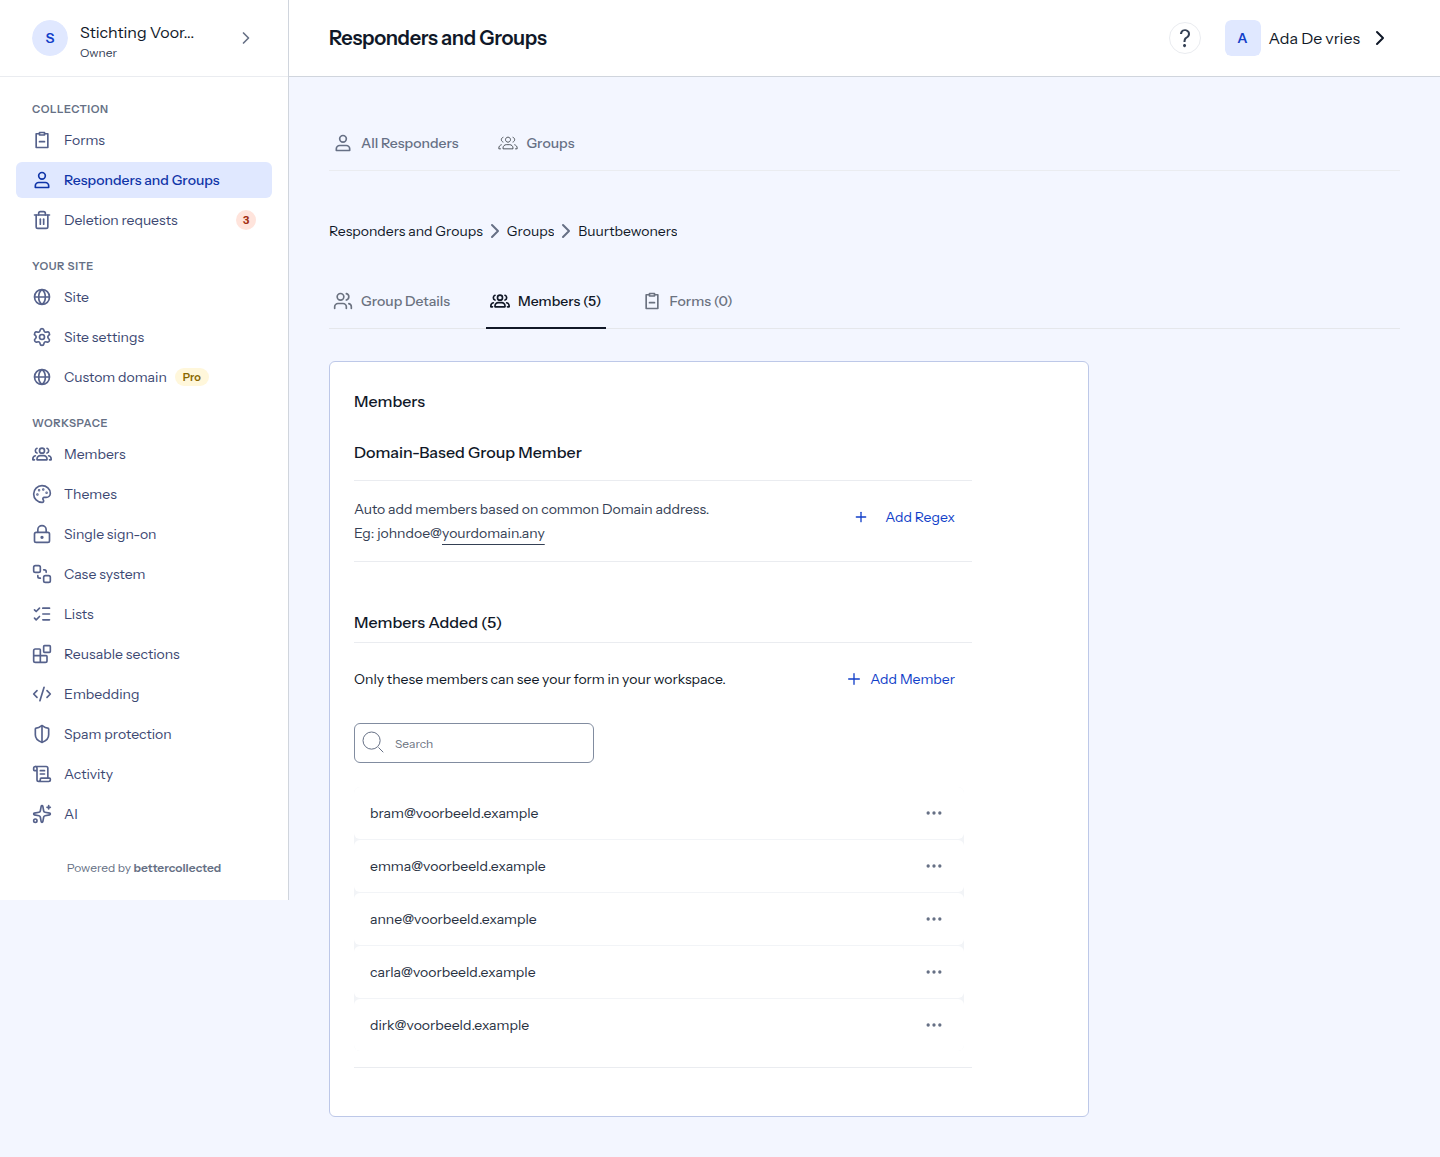 S
Stichting Voor...
Owner
COLLECTION
Forms
Responders and Groups
Deletion requests 3
YOUR SITE
Site
Site settings
Custom domain Pro
WORKSPACE
Members
Themes
Single sign-on
Case system
Lists
Reusable sections
Embedding
Spam protection
Activity
AI
Powered by bettercollected
Responders and Groups
? A Ada De vries
All Responders Groups
Responders and Groups Groups Buurtbewoners
Group Details Members (5) Forms (0)
Members
Domain-Based Group Member
Auto add members based on common Domain address.
Eg: johndoe@yourdomain.any
+ Add Regex
Members Added (5)
Only these members can see your form in your workspace.
+ Add Member
Search
bram@voorbeeld.example
emma@voorbeeld.example
anne@voorbeeld.example
carla@voorbeeld.example
dirk@voorbeeld.example